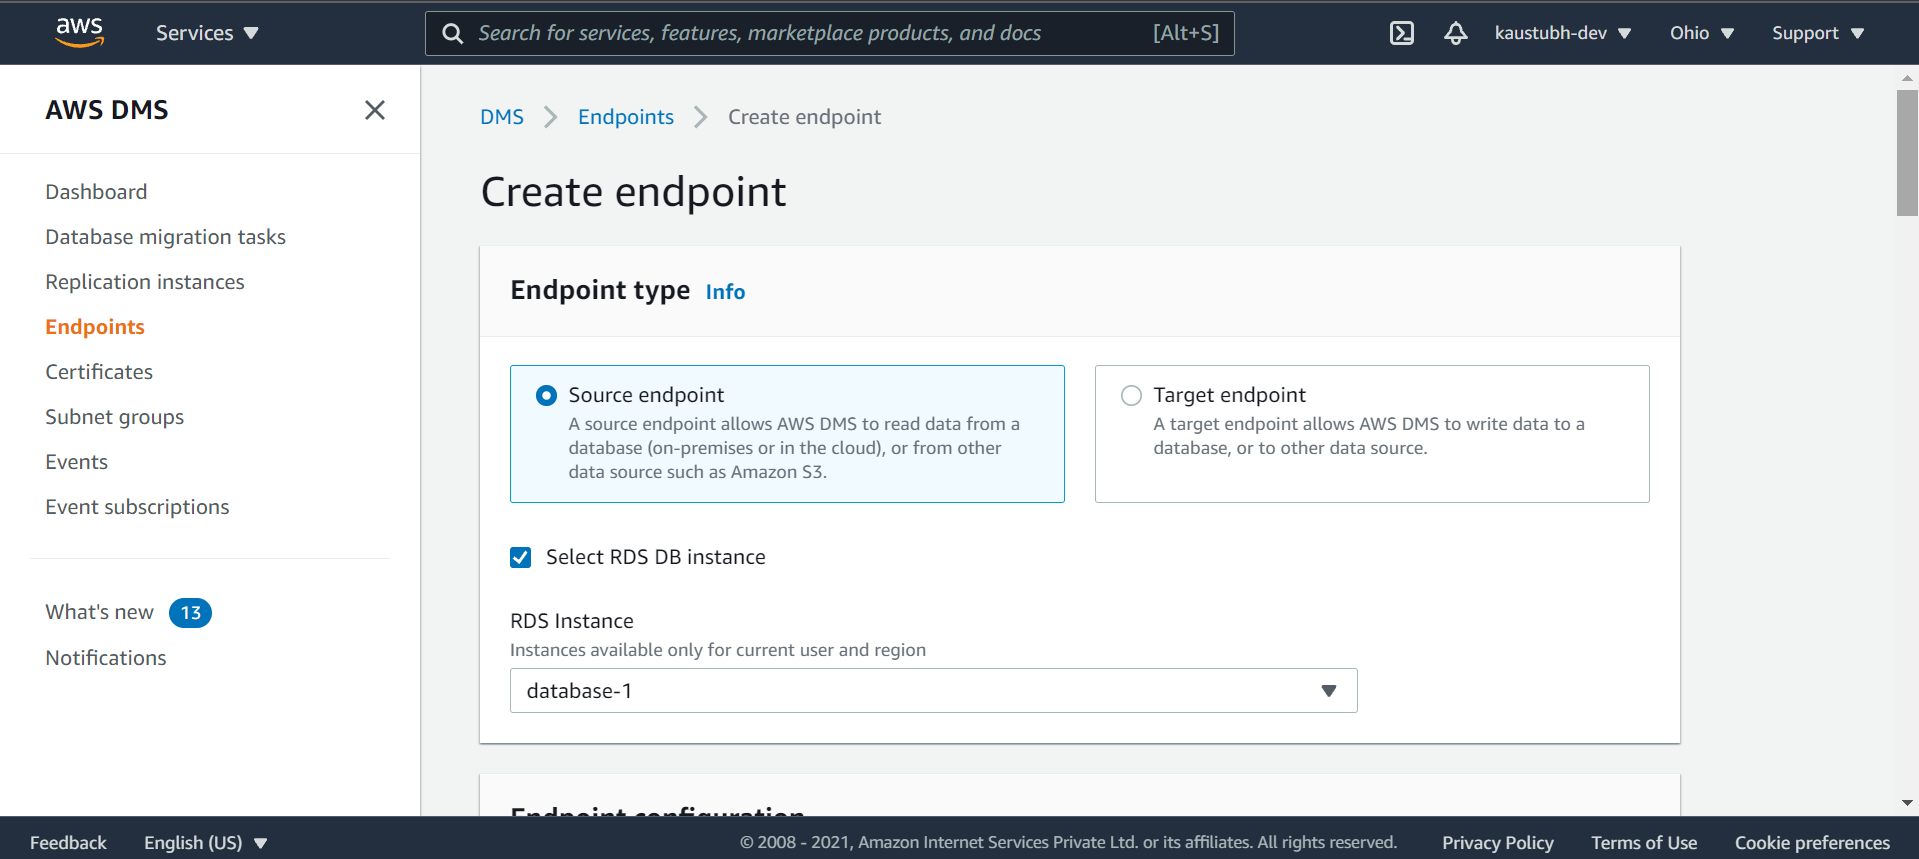 aws
Services
Search for services, features, marketplace products, and docs
[Alt+S]
kaustubh-dev
Ohio
Support
AWS DMS
Dashboard
Database migration tasks
Replication instances
Endpoints
Certificates
Subnet groups
Events
Event subscriptions
What's new 13
Notifications
DMS
Endpoints
Create endpoint
Create endpoint
Endpoint type Info
Source endpoint
A source endpoint allows AWS DMS to read data from a
database (on-premises or in the cloud), or from other
data source such as Amazon S3.
Target endpoint
A target endpoint allows AWS DMS to write data to a
database, or to other data source.
Select RDS DB instance
RDS Instance
Instances available only for current user and region
database-1
Endpoint configuration
Feedback
English (US)
© 2008 - 2021, Amazon Internet Services Private Ltd. or its affiliates. All rights reserved.
Privacy Policy
Terms of Use
Cookie preferences